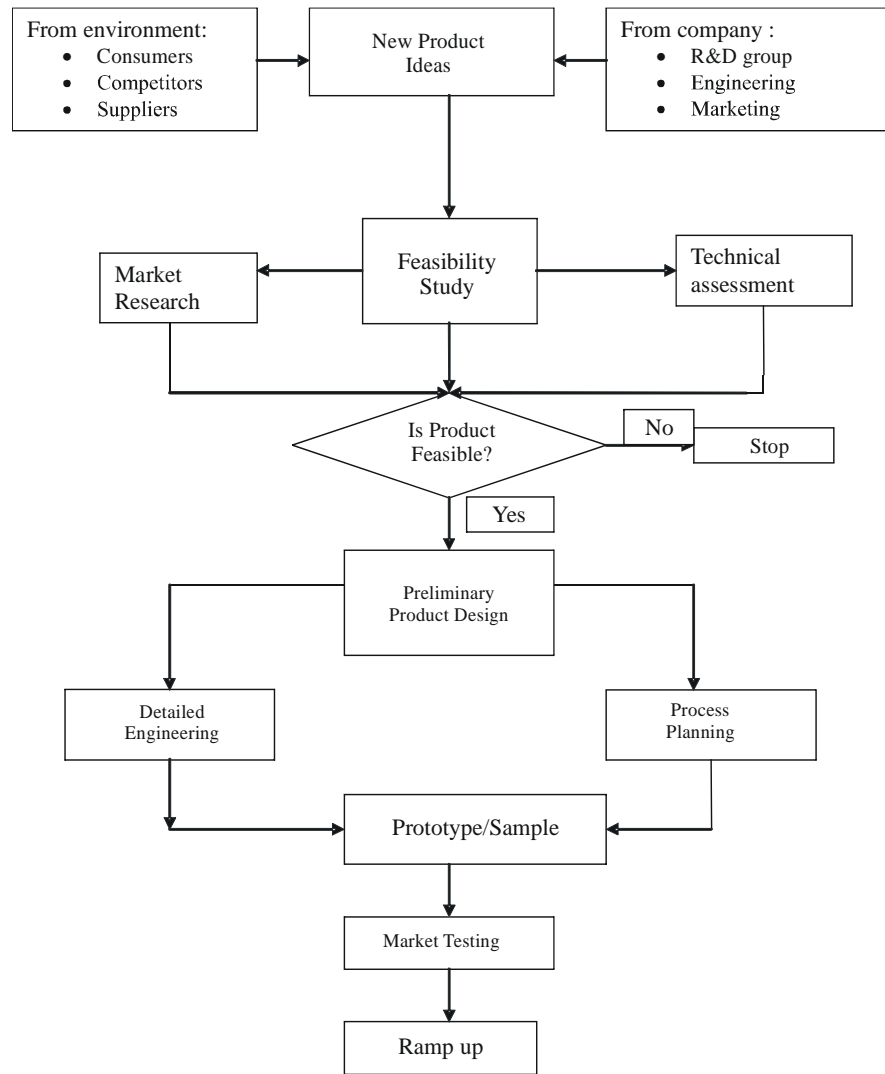 From environment:
• Consumers
• Competitors
• Suppliers
New Product
Ideas
From company :
• R&D group
• Engineering
• Marketing
Market
Research
Feasibility
Study
Technical
assessment
Is Product
Feasible?
No
Stop
Yes
Preliminary
Product Design
Detailed
Engineering
Process
Planning
Prototype/Sample
Market Testing
Ramp up